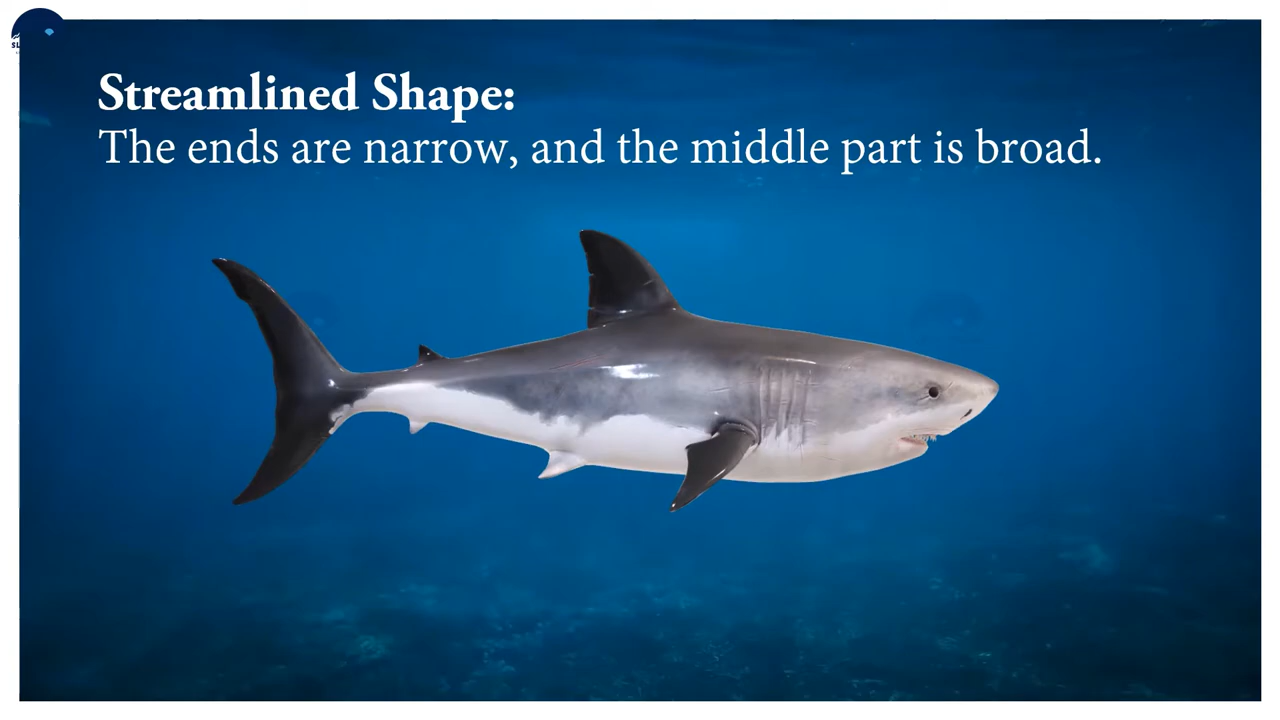 Streamlined Shape:
The ends are narrow, and the middle part is broad.